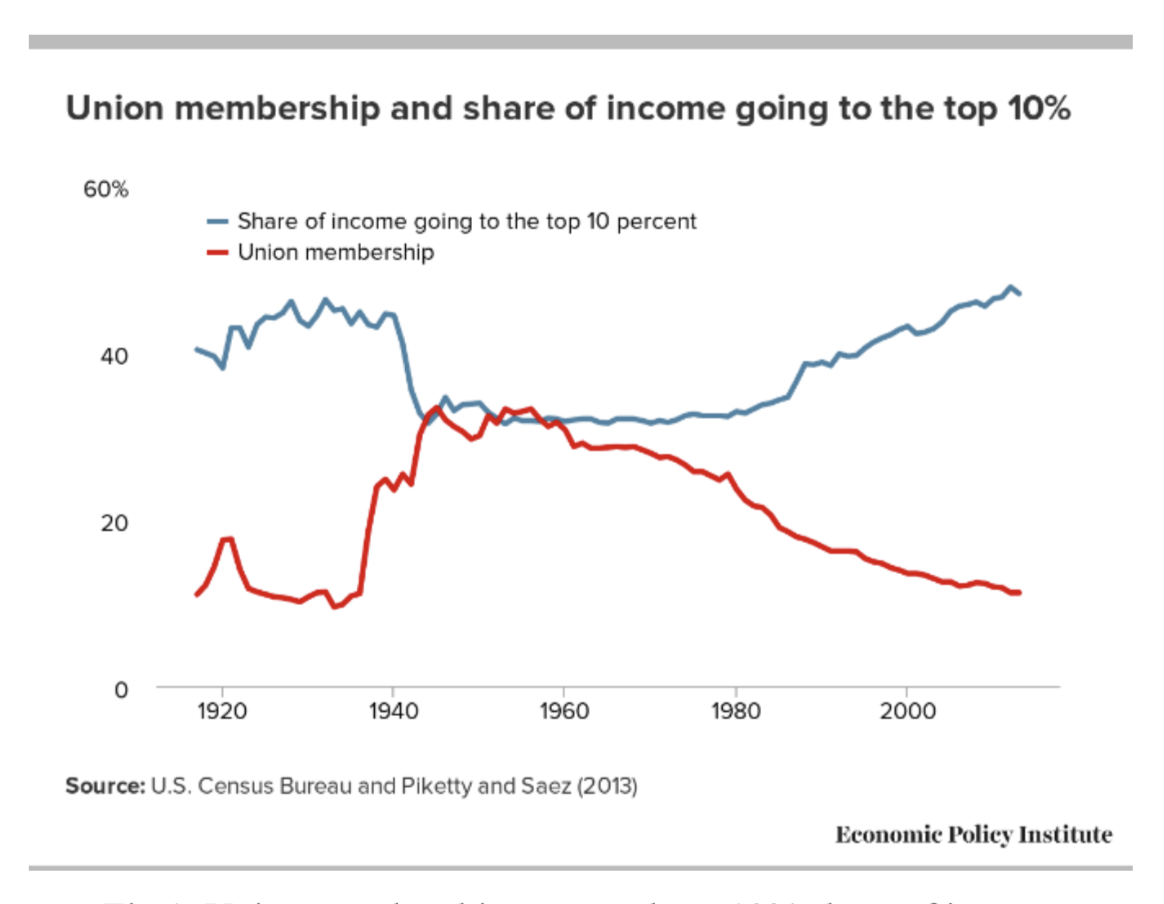 Union membership and share of income going to the top 10%
60%
Share of income going to the top 10 percent
Union membership
40
20
0
1920 1940 1960 1980 2000
Source: U.S. Census Bureau and Piketty and Saez (2013)
Economic Policy Institute